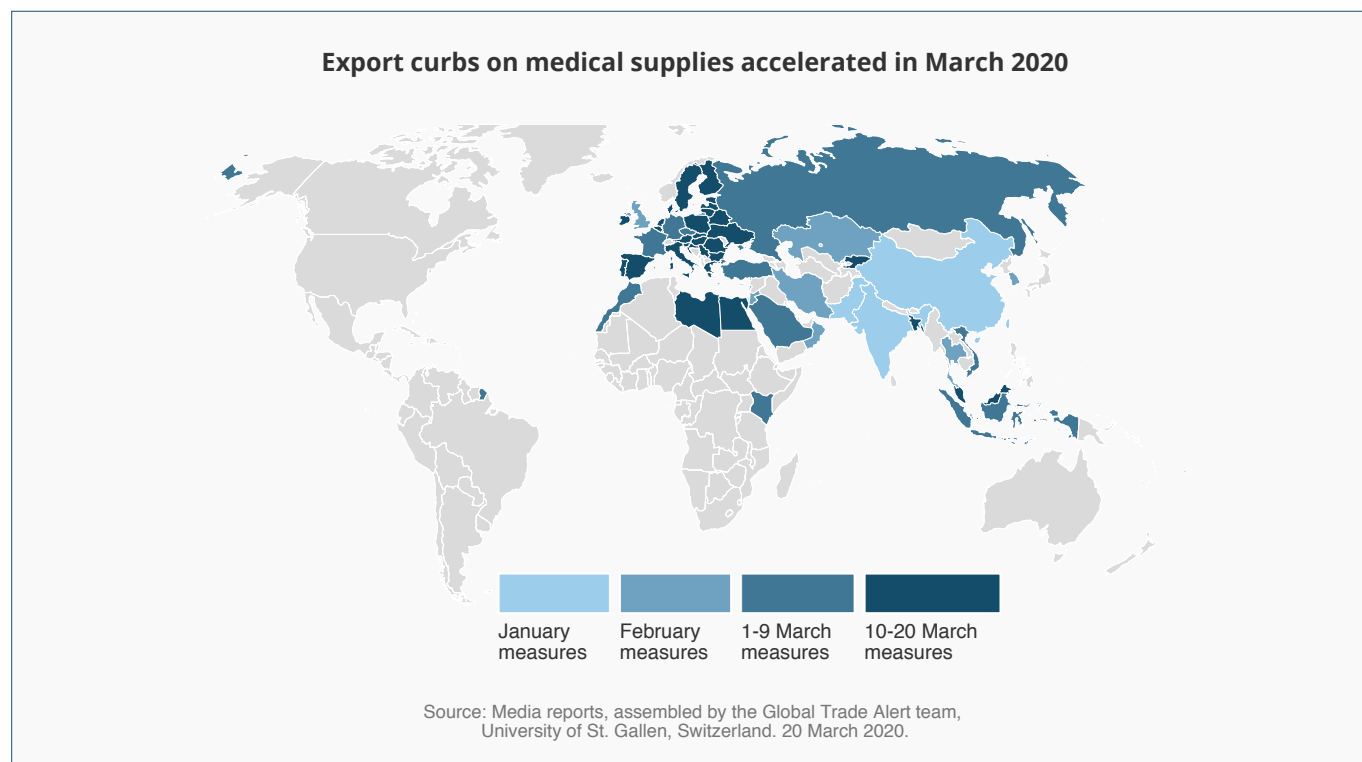 Export curbs on medical supplies accelerated in March 2020
January
measures
February
measures
1-9 March
measures
10-20 March
measures
Source: Media reports, assembled by the Global Trade Alert team,
University of St. Gallen, Switzerland. 20 March 2020.